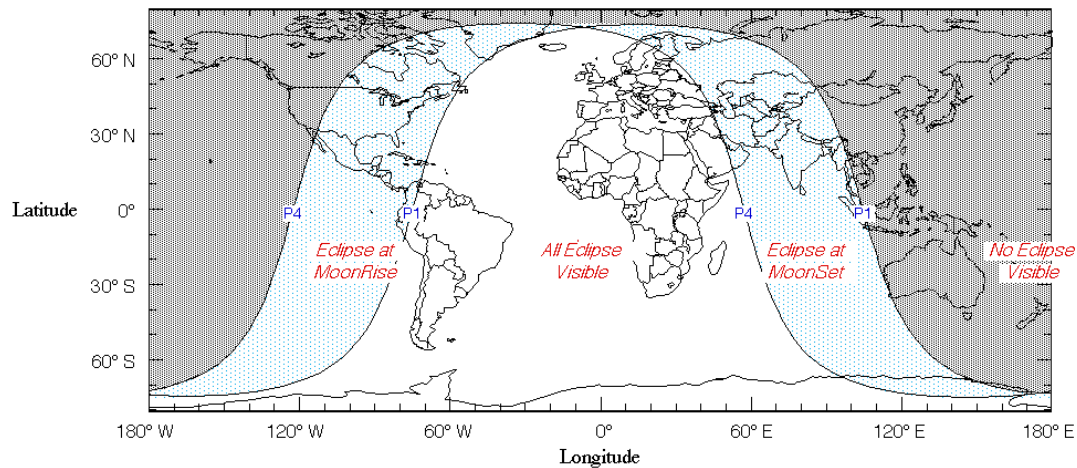 60° N
30° N
Latitude
0°
30° S
60° S
P4
P1
P4
P1
Eclipse at
MoonRise
All Eclipse
Visible
Eclipse at
MoonSet
No Eclipse
Visible
180° W
120° W
60° W
0°
60° E
120° E
180° E
Longitude